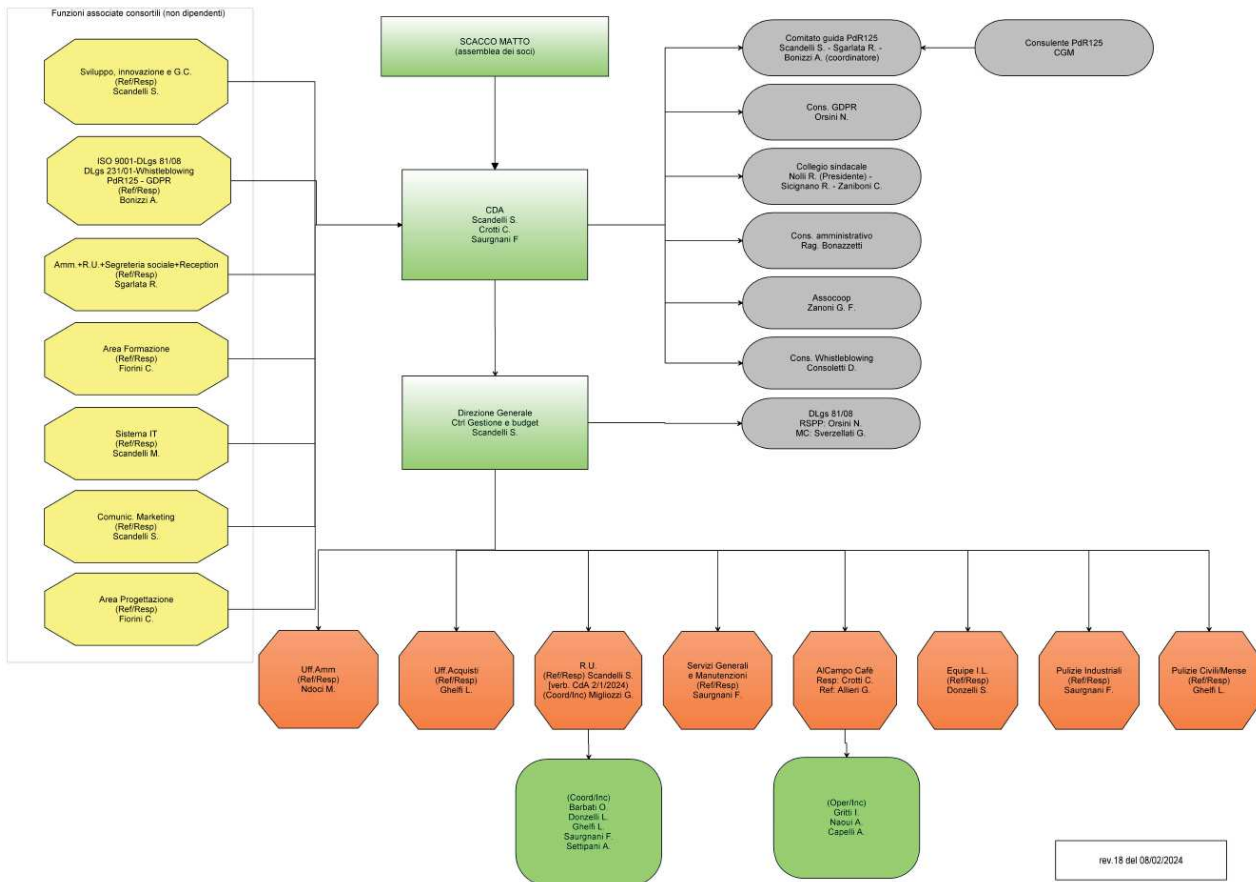 Funzioni associate consortili (non dipendenti)
Sviluppo, innovazione e G.C.
(Ref/Resp)
Scandelli S.
ISO 9001-DLgs 81/08
DLgs 231/01-Whistleblowing
PdR125 - GDPR
(Ref/Resp)
Bonizzi A.
Amm.+R.U.+Segreteria sociale+Reception
(Ref/Resp)
Sgarlata R.
Area Formazione
(Ref/Resp)
Fiorini C.
Sistema IT
(Ref/Resp)
Scandelli M.
Comunic. Marketing
(Ref/Resp)
Scandelli S.
Area Progettazione
(Ref/Resp)
Fiorini C.
SCACCO MATTO
(assemblea dei soci)
CDA
Scandelli S.
Crotti C.
Saurgnani F
Direzione Generale
Ctrl Gestione e budget
Scandelli S.
Comitato guida PdR125
Scandelli S. - Sgarlata R. -
Bonizzi A. (coordinatore)
Consulente PdR125
CGM
Cons. GDPR
Orsini N.
Collegio sindacale
Nolli R. (Presidente) -
Sicignano R. - Zaniboni C.
Cons. amministrativo
Rag. Bonazzetti
Assocoop
Zanoni G. F.
Cons. Whistleblowing
Consoletti D.
DLgs 81/08
RSPP: Orsini N.
MC: Sverzellati G.
Uff.Amm
(Ref/Resp)
Ndoci M.
Uff.Acquisti
(Ref/Resp)
Ghelfi L.
R.U.
(Ref/Resp) Scandelli S.
[verb. CdA 2/1/2024)
(Coord/Inc) Migliozzi G.
Servizi Generali
e Manutenzioni
(Ref/Resp)
Saurgnani F.
AlCampo Cafè
Resp: Crotti C.
Ref: Allieri G.
Equipe I.L.
(Ref/Resp)
Donzelli S.
Pulizie Industriali
(Ref/Resp)
Saurgnani F.
Pulizie Civili/Mense
(Ref/Resp)
Ghelfi L.
(Coord/Inc)
Barbati O.
Donzelli L.
Ghelfi L.
Saurgnani F.
Settipani A.
(Oper/Inc)
Gritti I.
Naoui A.
Capelli A.
rev.18 del 08/02/2024